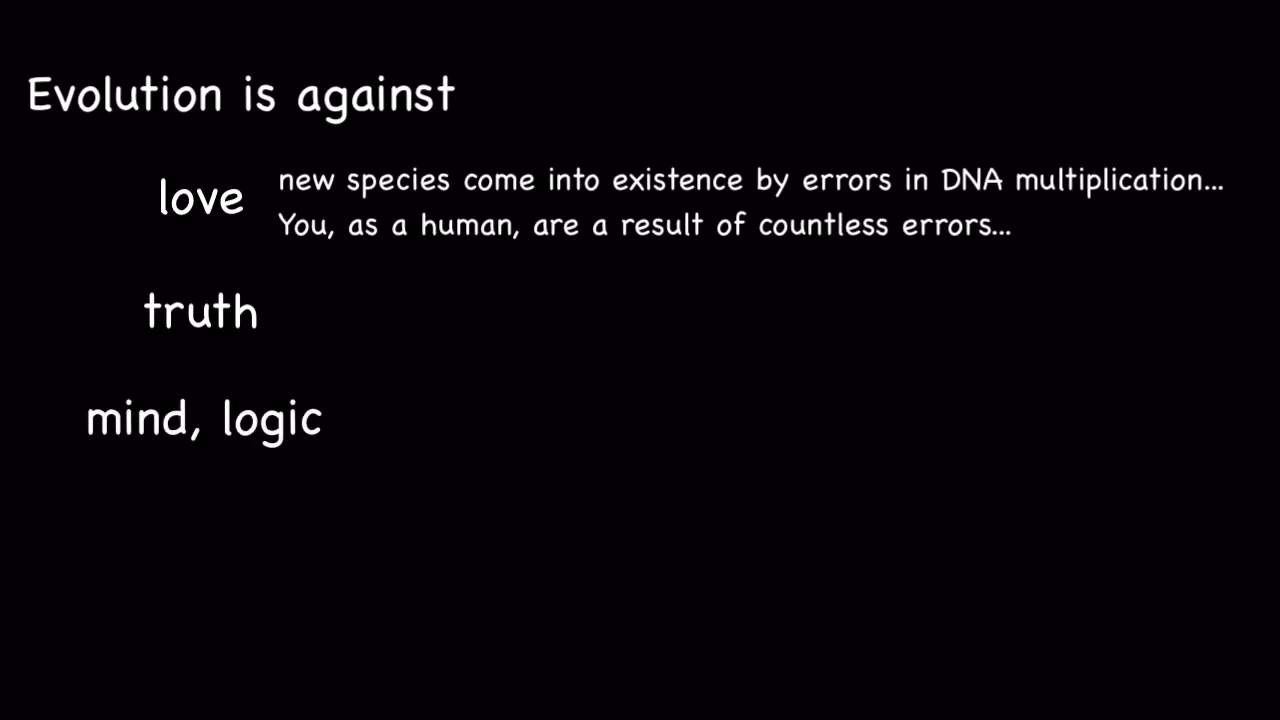 Evolution is against
love
new species come into existence by errors in DNA multiplication...
You, as a human, are a result of countless errors...
truth
mind, logic